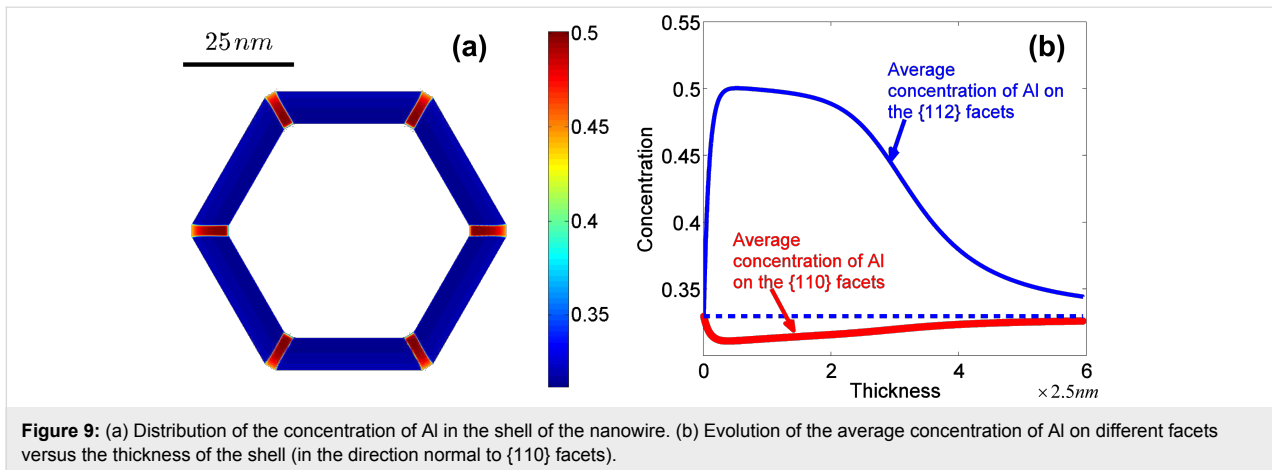 25 nm
(a)
0.5
0.45
0.4
0.35
(b)
0.55
0.5
0.45
0.4
0.35
Concentration
Average
concentration of Al on
the {112} facets
Average
concentration of Al
on the {110} facets
0
2
4
6
Thickness
×2.5nm
Figure 9: (a) Distribution of the concentration of Al in the shell of the nanowire. (b) Evolution of the average concentration of Al on different facets
versus the thickness of the shell (in the direction normal to {110} facets).